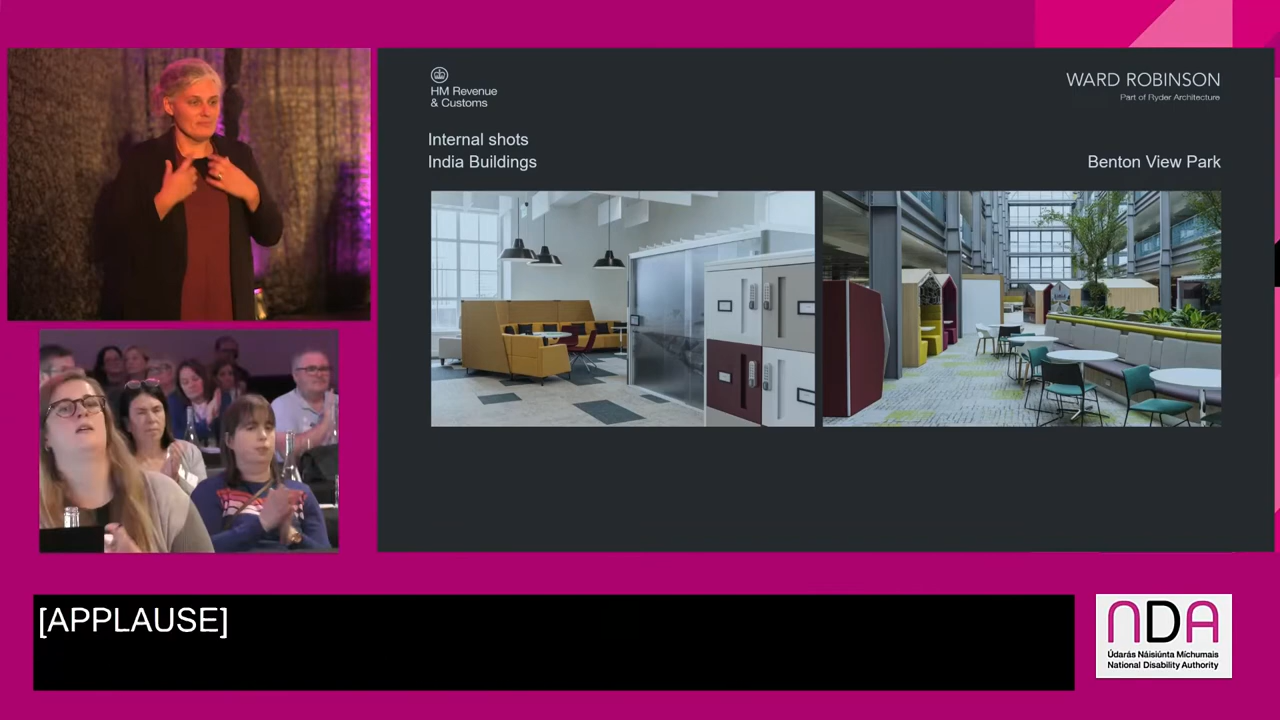 HM Revenue
& Customs
WARD ROBINSON
Part of Ryder Architecture
Internal shots
India Buildings
Benton View Park
[APPLAUSE]
NDA
Údarás Náisiúnta Míchumais
National Disability Authority